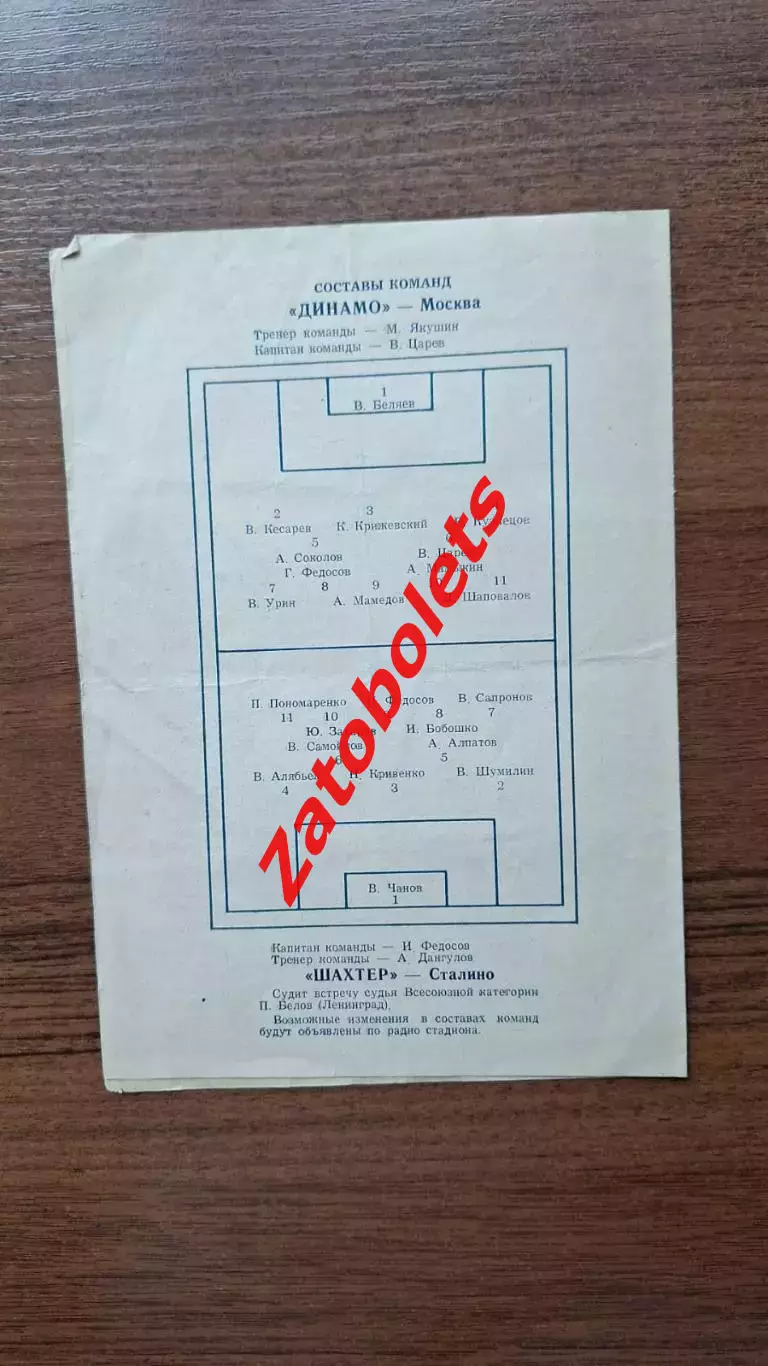 СОСТАВЫ КОМАНД
«ДИНАМО» — Москва
Тренер команды — М. Якушин
Капитан команды — В. Царев
1
В. Беляев
2 3
В. Кесарев К. Крижевский
5
А. Соколов В.
Г. Федосов А.
7 8 9 11
В. Урин А. Мамедов Шаповалов
П. Пономаренко Федосов В. Сапронов
11 10 8 7
Ю. И. Бобошко
В. А. Алпатов
6 5
В. Кривенко В. Шумилин
4 3 2
В. Чанов
1
Капитан команды — И. Федосов
Тренер команды — А. Дангулов
«ШАХТЕР» — Сталино
Судит встречу судья Всесоюзной категории
П. Белов (Ленинград).
Возможные изменения в составах команд
будут объявлены по радио стадиона.
Zatobolets